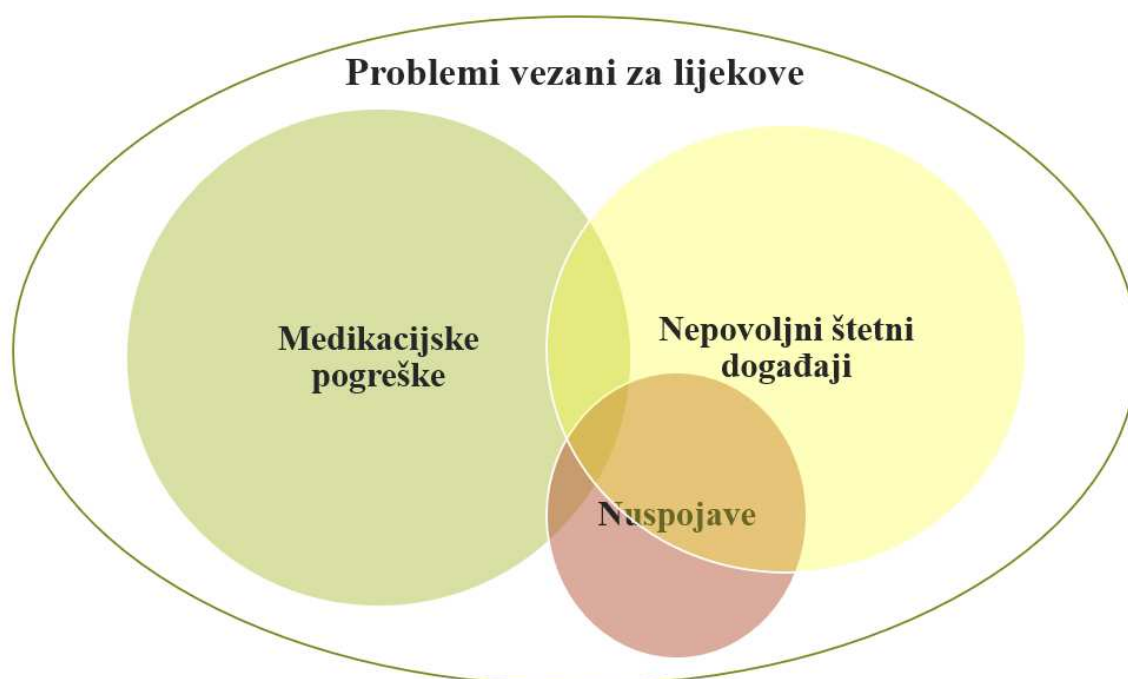 Problemi vezani za lijekove
Medikacijske
pogreške
Nepovoljni štetni
događaji
Nuspojave